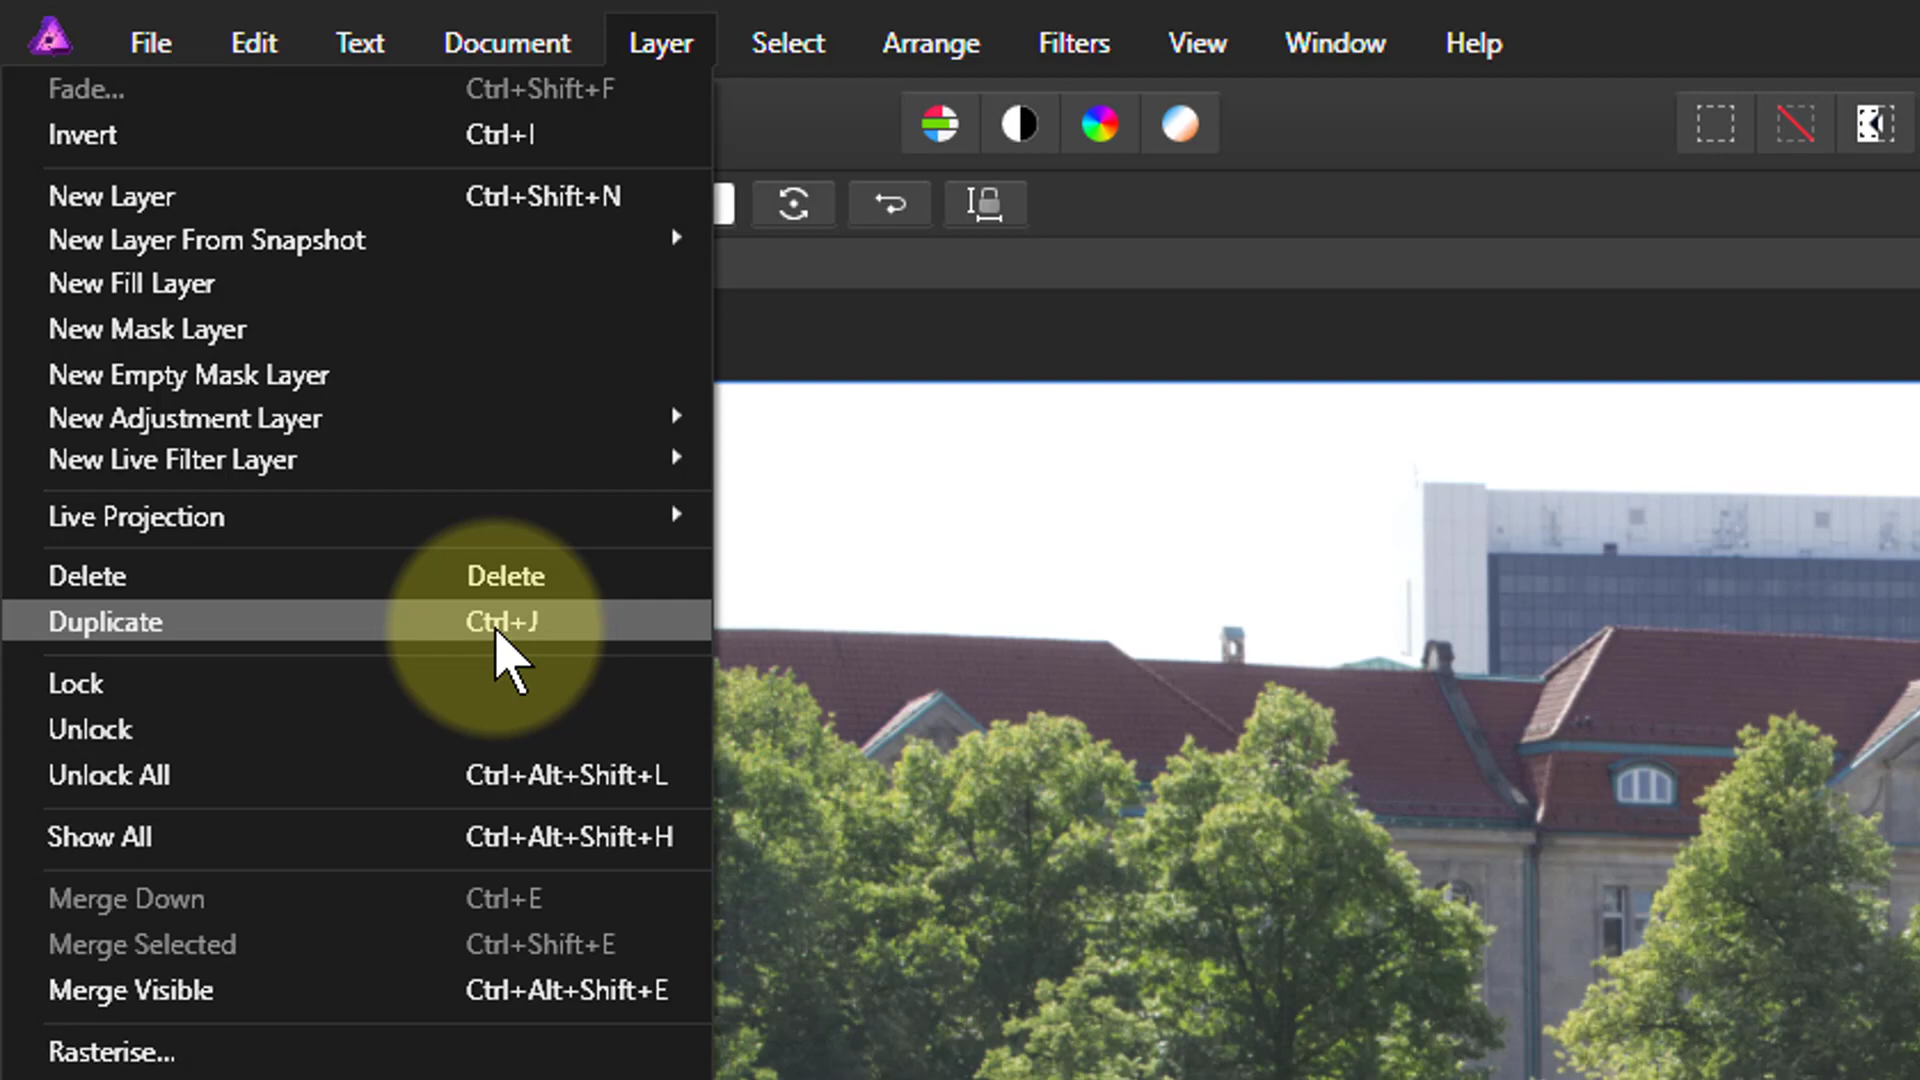 File Edit Text Document Layer Select Arrange Filters View Window Help
Fade... Ctrl+Shift+F
Invert Ctrl+I
New Layer Ctrl+Shift+N
New Layer From Snapshot
New Fill Layer
New Mask Layer
New Empty Mask Layer
New Adjustment Layer
New Live Filter Layer
Live Projection
Delete Delete
Duplicate Ctrl+J
Lock
Unlock
Unlock All Ctrl+Alt+Shift+L
Show All Ctrl+Alt+Shift+H
Merge Down Ctrl+E
Merge Selected Ctrl+Shift+E
Merge Visible Ctrl+Alt+Shift+E
Rasterise...